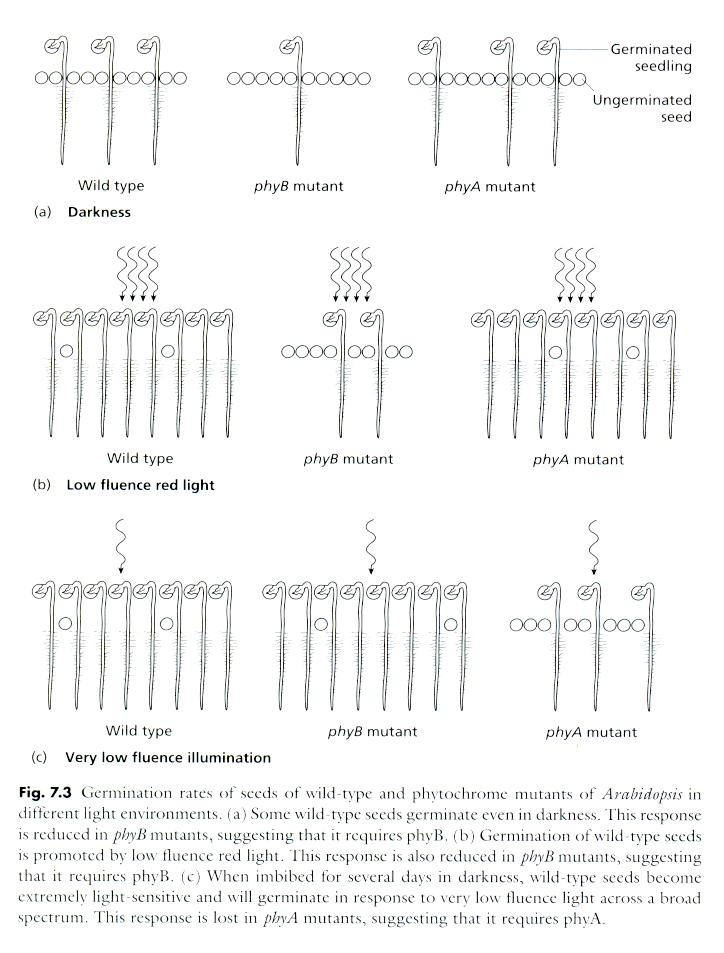 Germinated
seedling
Ungerminated
seed
Wild type
phyB mutant
phyA mutant
(a) Darkness
Wild type
phyB mutant
phyA mutant
(b) Low fluence red light
Wild type
phyB mutant
phyA mutant
(c) Very low fluence illumination
Fig. 7.3 Germination rates of seeds of wild-type and phytochrome mutants of Arabidopsis in
different light environments. (a) Some wild-type seeds germinate even in darkness. This response
is reduced in phyB mutants, suggesting that it requires phyB. (b) Germination of wild-type seeds
is promoted by low fluence red light. This response is also reduced in phyB mutants, suggesting
that it requires phyB. (c) When imbibed for several days in darkness, wild-type seeds become
extremely light-sensitive and will germinate in response to very low fluence light across a broad
spectrum. This response is lost in phyA mutants, suggesting that it requires phyA.